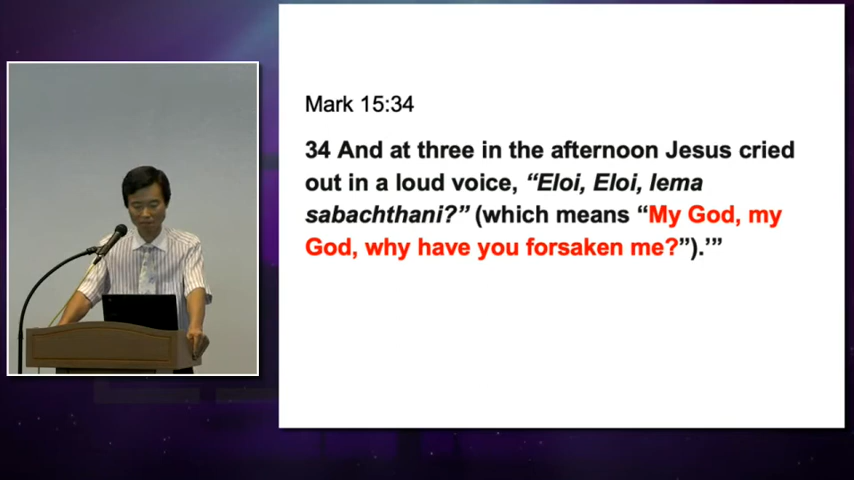 Mark 15:34
34 And at three in the afternoon Jesus cried
out in a loud voice, “Eloi, Eloi, lema
sabachthani?” (which means “My God, my
God, why have you forsaken me?”).’”